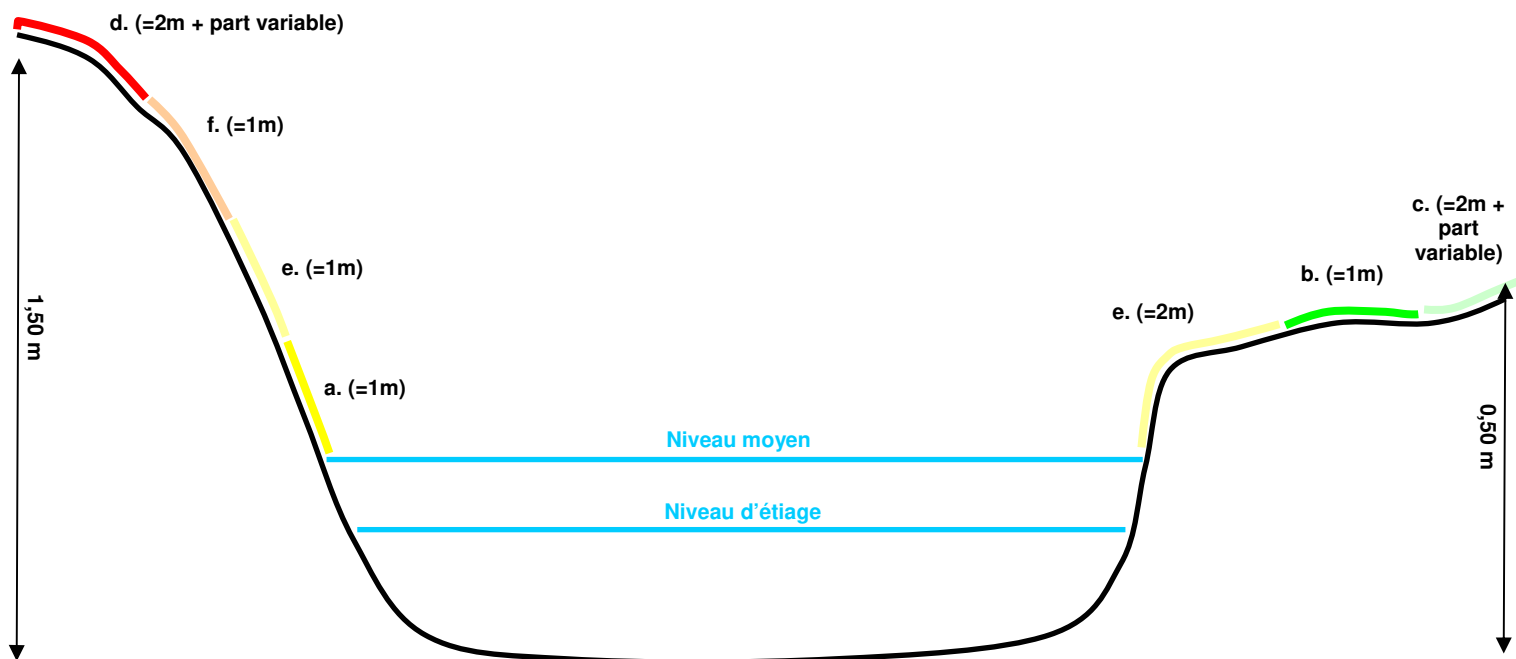 d. (=2m + part variable)
f. (=1m)
c. (=2m +
part
variable)
e. (=1m)
b. (=1m)
1,50 m
e. (=2m)
a. (=1m)
0,50 m
Niveau moyen
Niveau d'étiage